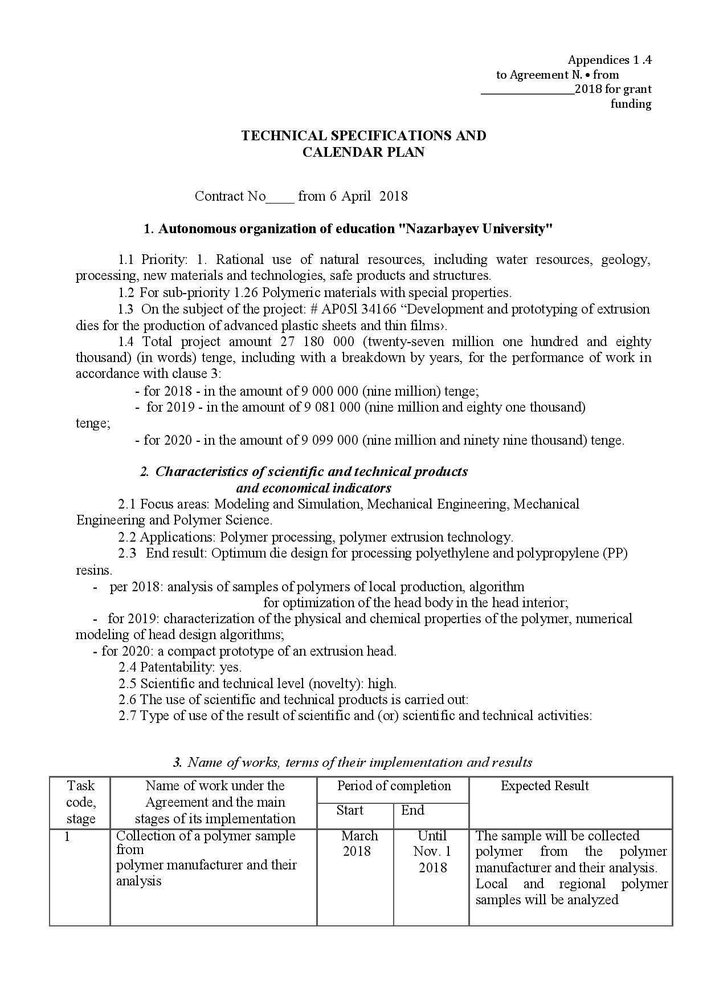 Appendices 1 .4
to Agreement N. • from
_______________2018 for grant
funding
TECHNICAL SPECIFICATIONS AND
CALENDAR PLAN
Contract No____ from 6 April 2018
1. Autonomous organization of education "Nazarbayev University"
1.1 Priority: 1. Rational use of natural resources, including water resources, geology,
processing, new materials and technologies, safe products and structures.
1.2 For sub-priority 1.26 Polymeric materials with special properties.
1.3 On the subject of the project: # AP05l 34166 “Development and prototyping of extrusion
dies for the production of advanced plastic sheets and thin films›.
1.4 Total project amount 27 180 000 (twenty-seven million one hundred and eighty
thousand) (in words) tenge, including with a breakdown by years, for the performance of work in
accordance with clause 3:
- for 2018 - in the amount of 9 000 000 (nine million) tenge;
- for 2019 - in the amount of 9 081 000 (nine million and eighty one thousand)
tenge;
- for 2020 - in the amount of 9 099 000 (nine million and ninety nine thousand) tenge.
2. Characteristics of scientific and technical products
and economical indicators
2.1 Focus areas: Modeling and Simulation, Mechanical Engineering, Mechanical
Engineering and Polymer Science.
2.2 Applications: Polymer processing, polymer extrusion technology.
2.3 End result: Optimum die design for processing polyethylene and polypropylene (PP)
resins.
- per 2018: analysis of samples of polymers of local production, algorithm
for optimization of the head body in the head interior;
- for 2019: characterization of the physical and chemical properties of the polymer, numerical
modeling of head design algorithms;
- for 2020: a compact prototype of an extrusion head.
2.4 Patentability: yes.
2.5 Scientific and technical level (novelty): high.
2.6 The use of scientific and technical products is carried out:
2.7 Type of use of the result of scientific and (or) scientific and technical activities:
3. Name of works, terms of their implementation and results
Task
code,
stage
Name of work under the
Agreement and the main
stages of its implementation
Period of completion
Start
End
Expected Result
1
Collection of a polymer sample
from
polymer manufacturer and their
analysis
March
2018
Until
Nov. 1
2018
The sample will be collected
polymer from the polymer
manufacturer and their analysis.
Local and regional polymer
samples will be analyzed